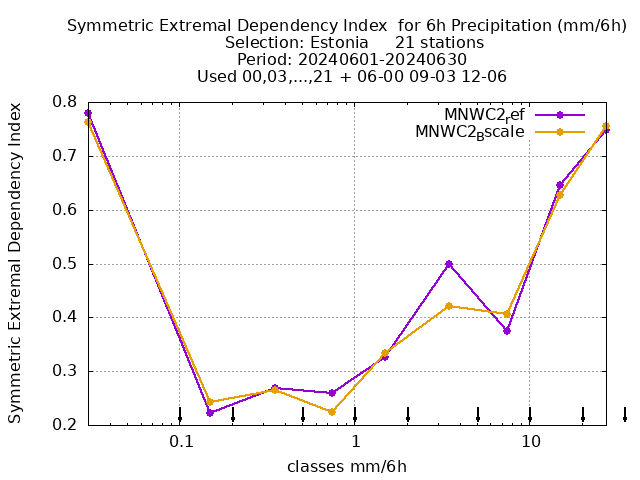 Symmetric Extremal Dependency Index  for 6h Precipitation (mm/6h)
Selection: Estonia     21 stations
Period: 20240601-20240630
Used 00,03,...,21 + 06-00 09-03 12-06
MNWC2ref
MNWC2Bscale
Symmetric Extremal Dependency Index
0.8
0.7
0.6
0.5
0.4
0.3
0.2
0.1 1 10
classes mm/6h